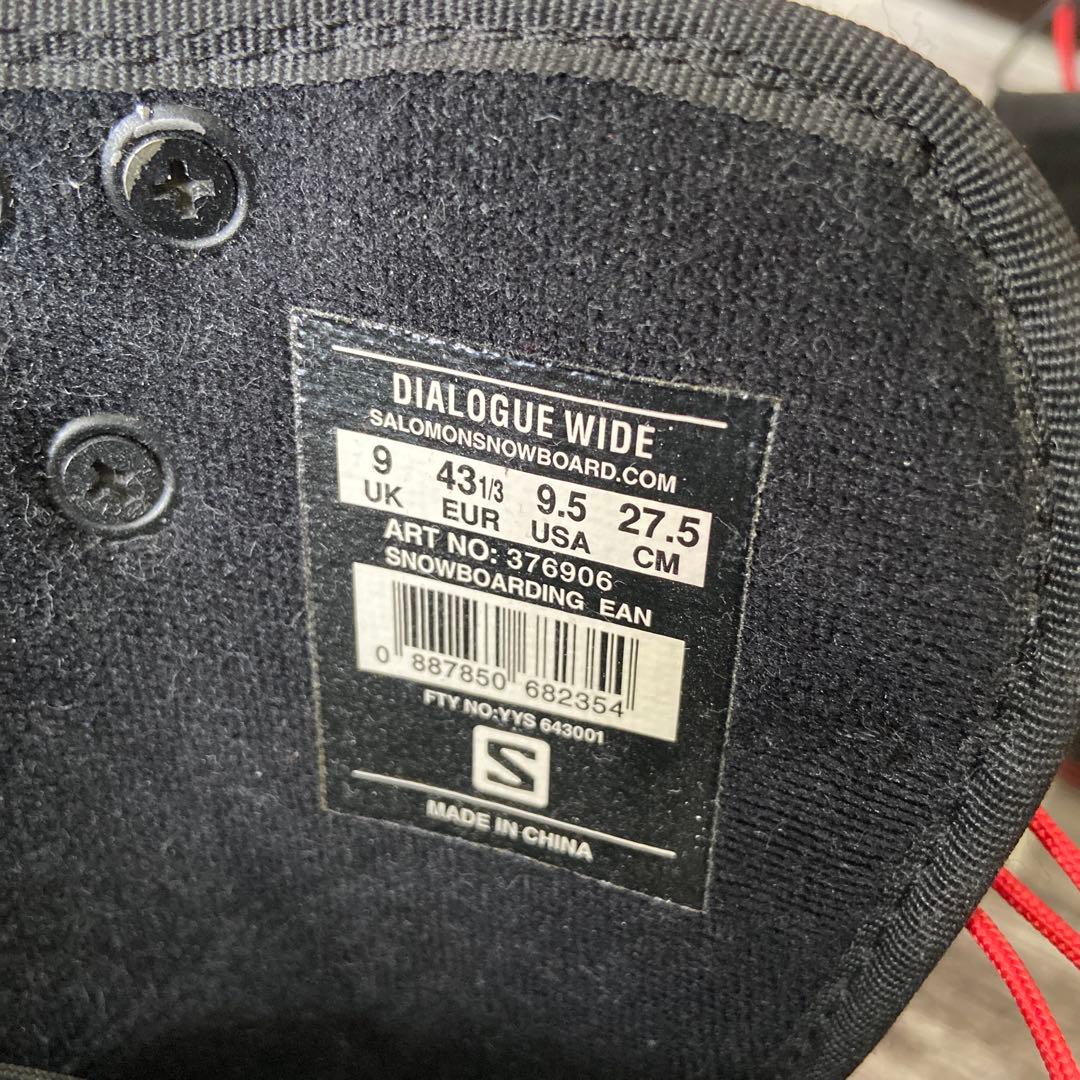 DIALOGUE WIDE
SALOMONSNOWBOARD.COM
9 43 1/3 9.5 27.5
UK EUR USA CM
ART NO: 376906
SNOWBOARDING EAN
0 887850 682354
FTY NO:YYS 643001
S
MADE IN CHINA